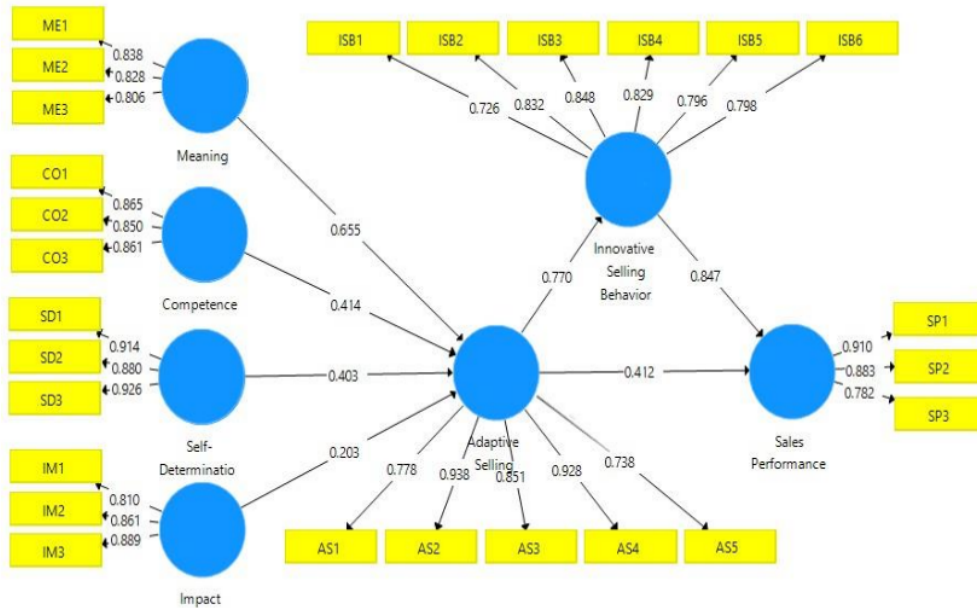 ME1
ME2
ME3
0.838
0.828
0.806
Meaning
CO1
CO2
CO3
0.865
0.850
0.861
Competence
SD1
SD2
SD3
0.914
0.880
0.926
Self-
Determinatio
IM1
IM2
IM3
0.810
0.861
0.889
Impact
0.655
0.414
0.403
0.203
ISB1
ISB2
ISB3
ISB4
ISB5
ISB6
0.726
0.832
0.848
0.829
0.796
0.798
Innovative
Selling
Behavior
0.770
0.847
0.412
Adaptive
Selling
0.778
0.938
0.851
0.928
0.738
AS1
AS2
AS3
AS4
AS5
Sales
Performance
0.910
0.883
0.782
SP1
SP2
SP3